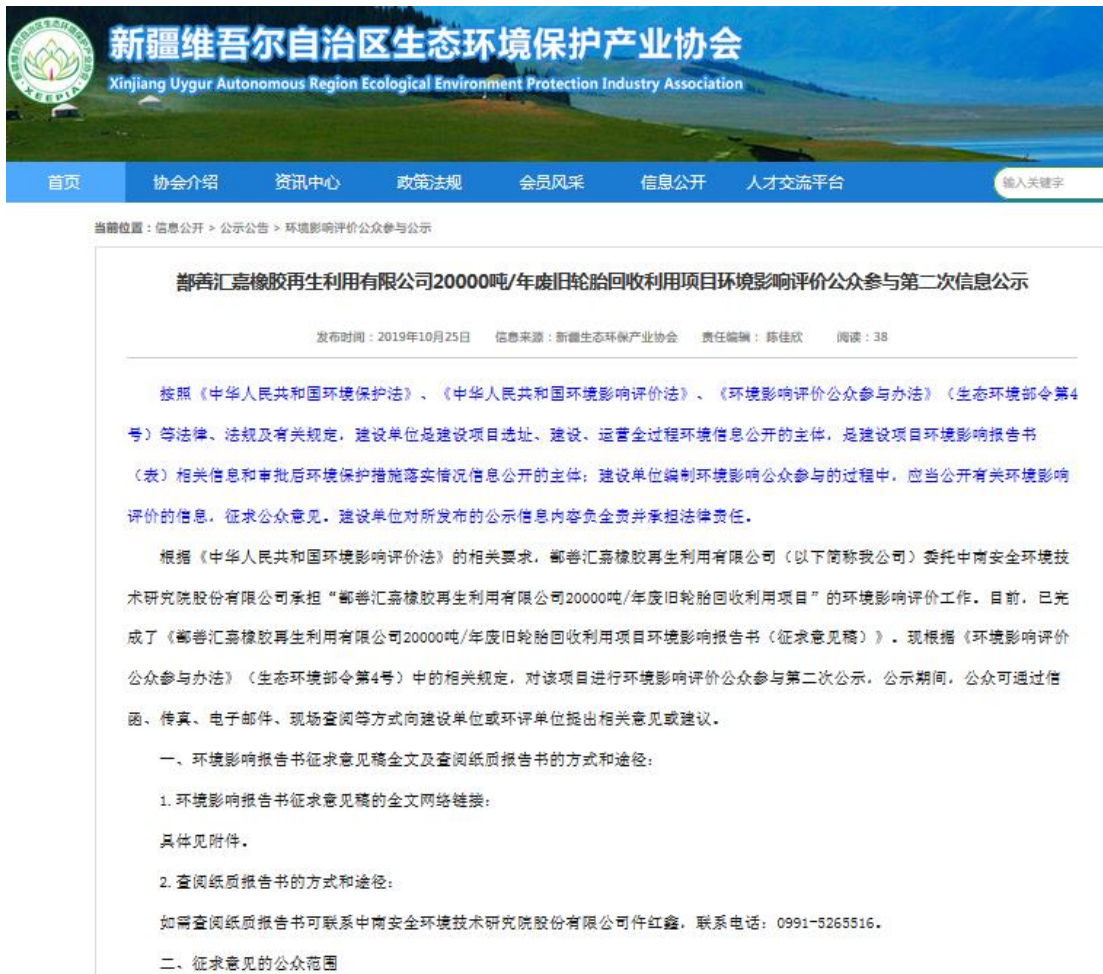 新疆维吾尔自治区生态环境保护产业协会
Xinjiang Uygur Autonomous Region Ecological Environment Protection Industry Association
XEEPIA
首页 协会介绍 资讯中心 政策法规 会员风采 信息公开 人才交流平台 输入关键字
当前位置：信息公开 > 公示公告 > 环境影响评价公众参与公示
鄯善汇嘉橡胶再生利用有限公司20000吨/年废旧轮胎回收利用项目环境影响评价公众参与第二次信息公示
发布时间：2019年10月25日 信息来源：新疆生态环保产业协会 责任编辑： 陈佳欣 阅读：38
按照《中华人民共和国环境保护法》、《中华人民共和国环境影响评价法》、《环境影响评价公众参与办法》（生态环境部令第4
号）等法律、法规及有关规定，建设单位是建设项目选址、建设、运营全过程环境信息公开的主体，是建设项目环境影响报告书
（表）相关信息和审批后环境保护措施落实情况信息公开的主体；建设单位编制环境影响公众参与的过程中，应当公开有关环境影响
评价的信息，征求公众意见。建设单位对所发布的公示信息内容负全责并承担法律责任。
根据《中华人民共和国环境影响评价法》的相关要求，鄯善汇嘉橡胶再生利用有限公司（以下简称我公司）委托中南安全环境技
术研究院股份有限公司承担“鄯善汇嘉橡胶再生利用有限公司20000吨/年废旧轮胎回收利用项目”的环境影响评价工作。目前，已完
成了《鄯善汇嘉橡胶再生利用有限公司20000吨/年废旧轮胎回收利用项目环境影响报告书（征求意见稿）》。现根据《环境影响评价
公众参与办法》（生态环境部令第4号）中的相关规定，对该项目进行环境影响评价公众参与第二次公示，公示期间，公众可通过信
函、传真、电子邮件、现场查阅等方式向建设单位或环评单位提出相关意见或建议。
一、环境影响报告书征求意见稿全文及查阅纸质报告书的方式和途径：
1.环境影响报告书征求意见稿的全文网络链接：
具体见附件。
2.查阅纸质报告书的方式和途径：
如需查阅纸质报告书可联系中南安全环境技术研究院股份有限公司仵红鑫，联系电话：0991-5265516。
二、征求意见的公众范围